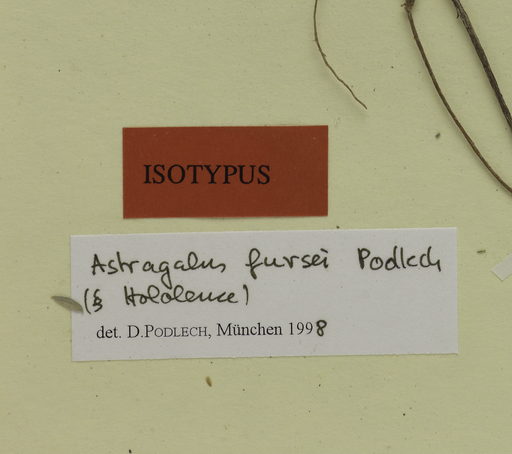 ISOTYPUS
Astragalus fursei Podlech
(§ Hololeuce)
det. D.PODLECH, München 1998